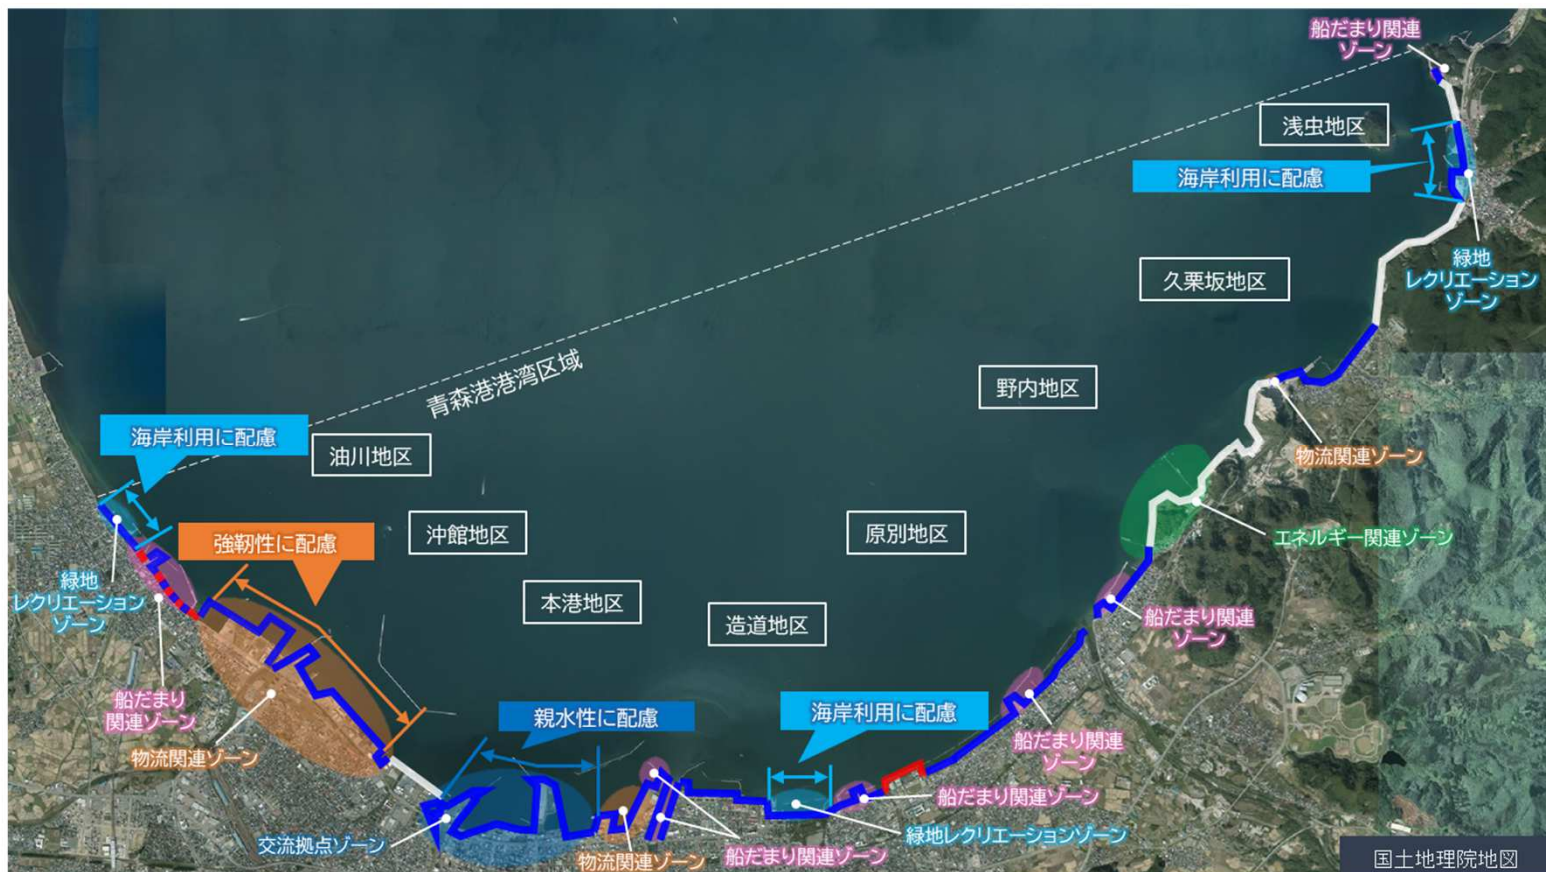 船だまり関連
ゾーン
浅虫地区
海岸利用に配慮
緑地
レクリエーション
ゾーン
久栗坂地区
青森港港湾区域
野内地区
物流関連ゾーン
海岸利用に配慮
油川地区
強靭性に配慮
沖館地区
原別地区
エネルギー関連ゾーン
緑地
レクリエーション
ゾーン
本港地区
造道地区
船だまり関連
ゾーン
船だまり
関連ゾーン
物流関連ゾーン
親水性に配慮
海岸利用に配慮
船だまり関連
ゾーン
船だまり関連ゾーン
交流拠点ゾーン
物流関連ゾーン
船だまり関連ゾーン
緑地レクリエーションゾーン
国土地理院地図